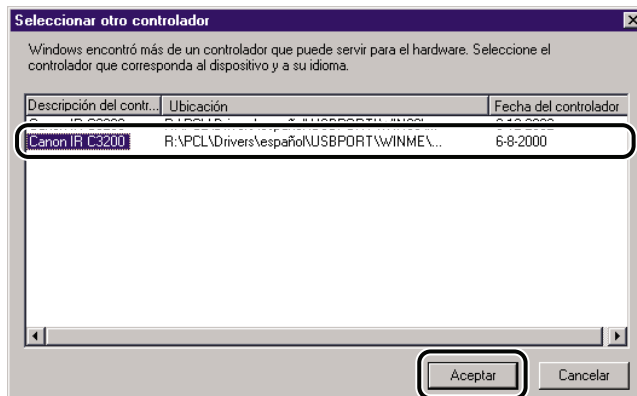 Seleccionar otro controlador
Windows encontró más de un controlador que puede servir para el hardware. Seleccione el
controlador que corresponda al dispositivo y a su idioma.
Descripción del contr... Ubicación Fecha del controlador
Canon IR C3200 R:\PCL\Drivers\español\USBPORT\WINME\... 6-8-2000
Aceptar Cancelar